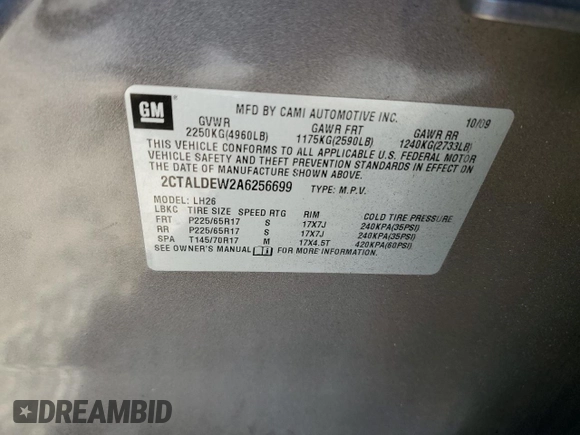 GM
MFD BY CAMI AUTOMOTIVE INC. 10/09
GVWR GAWR FRT GAWR RR
2250KG(4960LB) 1175KG(2590LB) 1240KG(2733LB)
THIS VEHICLE CONFORMS TO ALL APPLICABLE U.S. FEDERAL MOTOR
VEHICLE SAFETY AND THEFT PREVENTION STANDARDS IN EFFECT ON
THE DATE OF MANUFACTURE SHOWN ABOVE.
2CTALDEW2A6256699 TYPE: M.P.V.
MODEL: LH26
LBKC TIRE SIZE SPEED RTG RIM COLD TIRE PRESSURE
FRT P225/65R17 S 17X7J 240KPA(35PSI)
RR P225/65R17 S 17X7J 240KPA(35PSI)
SPA T145/70R17 M 17X4.5T 420KPA(60PSI)
SEE OWNER'S MANUAL FOR MORE INFORMATION.
DREAMBID